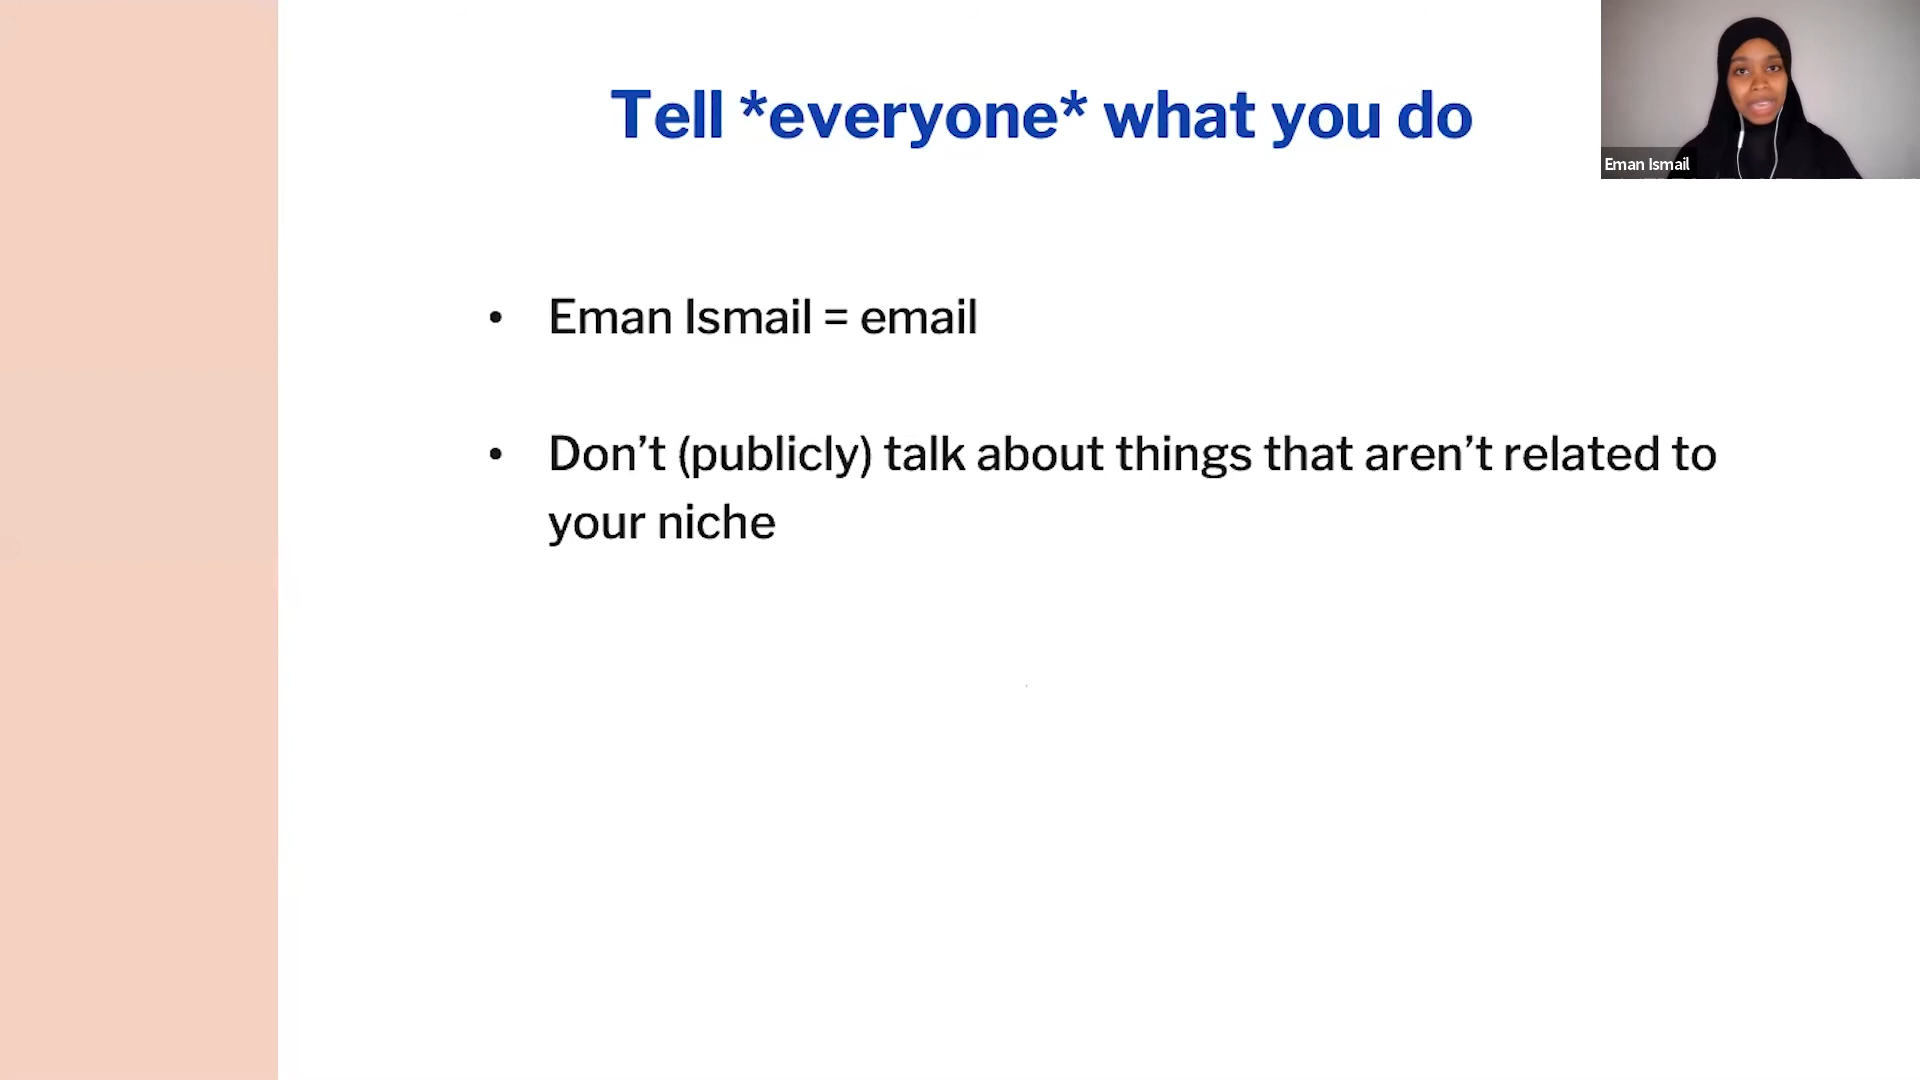 Tell *everyone* what you do
Eman Ismail
• Eman Ismail = email
• Don’t (publicly) talk about things that aren’t related to
your niche